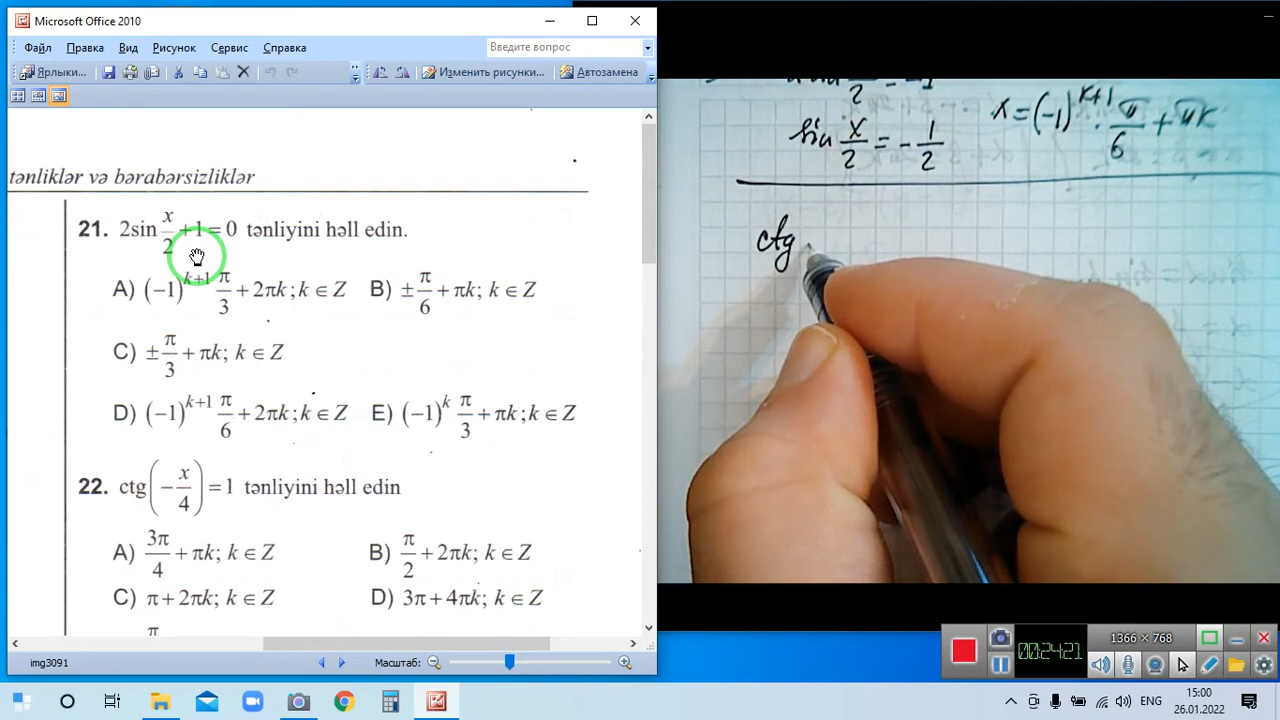 Microsoft Office 2010
Файл Правка Вид Рисунок Сервис Справка
Введите вопрос
Ярлыки... Изменить рисунки... Автозамена
tənliklər və bərabərsizliklər
21. 2sin x/2 + 1 = 0 tənliyini həll edin.
A) (−1)^(k+1) π/3 + 2πk; k ∈ Z B) ± π/6 + πk; k ∈ Z
C) ± π/3 + πk; k ∈ Z
D) (−1)^(k+1) π/6 + 2πk; k ∈ Z E) (−1)^k π/3 + πk; k ∈ Z
22. ctg(−x/4) = 1 tənliyini həll edin
A) 3π/4 + πk; k ∈ Z B) π/2 + 2πk; k ∈ Z
C) π + 2πk; k ∈ Z D) 3π + 4πk; k ∈ Z
π
img3091
Масштаб:
x = (−1)^(k+1) · π/6 + πk
sin x/2 = − 1/2
ctg
00:24:21
1366 × 768
ENG
15:00
26.01.2022